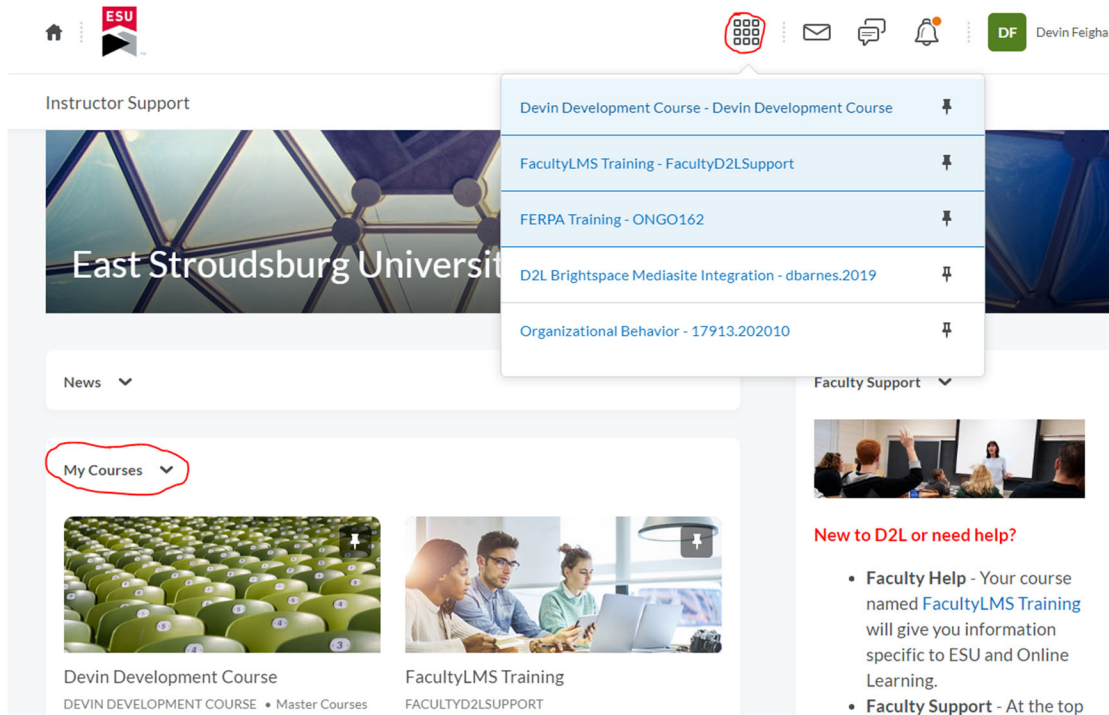 ESU
DF
Devin Feigha
Instructor Support
Devin Development Course - Devin Development Course
FacultyLMS Training - FacultyD2LSupport
FERPA Training - ONGO162
D2L Brightspace Mediasite Integration - dbarnes.2019
Organizational Behavior - 17913.202010
East Stroudsburg Universit
News
Faculty Support
My Courses
New to D2L or need help?
• Faculty Help - Your course
named FacultyLMS Training
will give you information
specific to ESU and Online
Learning.
• Faculty Support - At the top
Devin Development Course
DEVIN DEVELOPMENT COURSE • Master Courses
FacultyLMS Training
FACULTYD2LSUPPORT